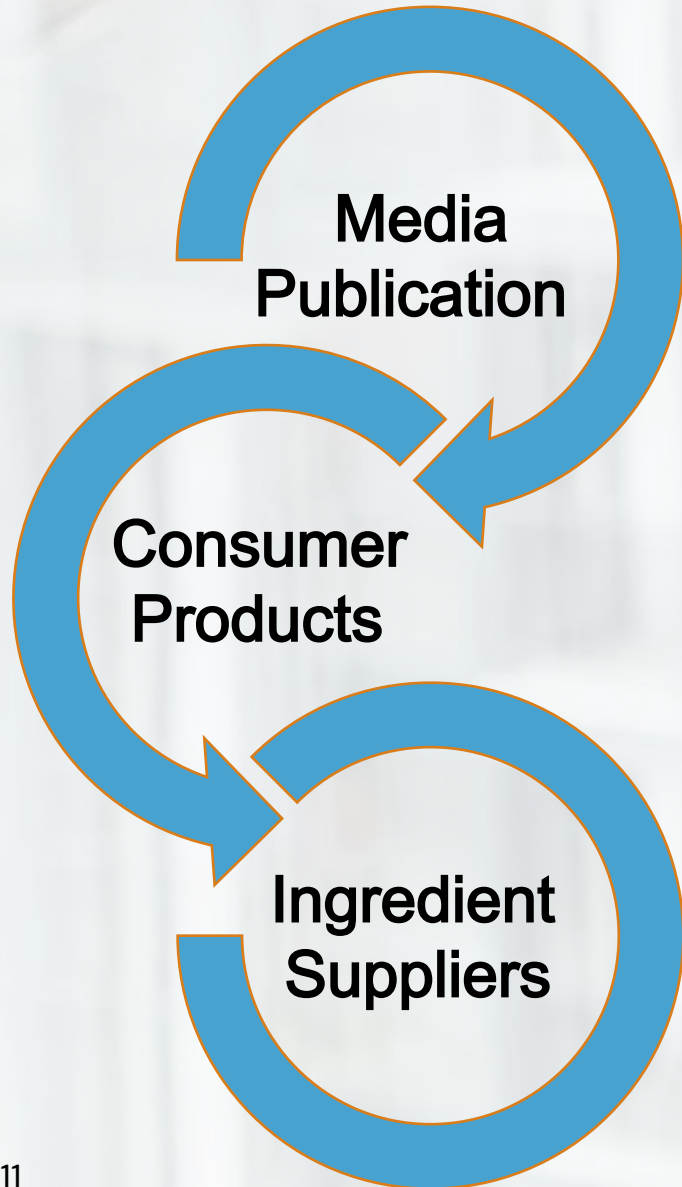 Media
Publication
Consumer
Products
Ingredient
Suppliers
11